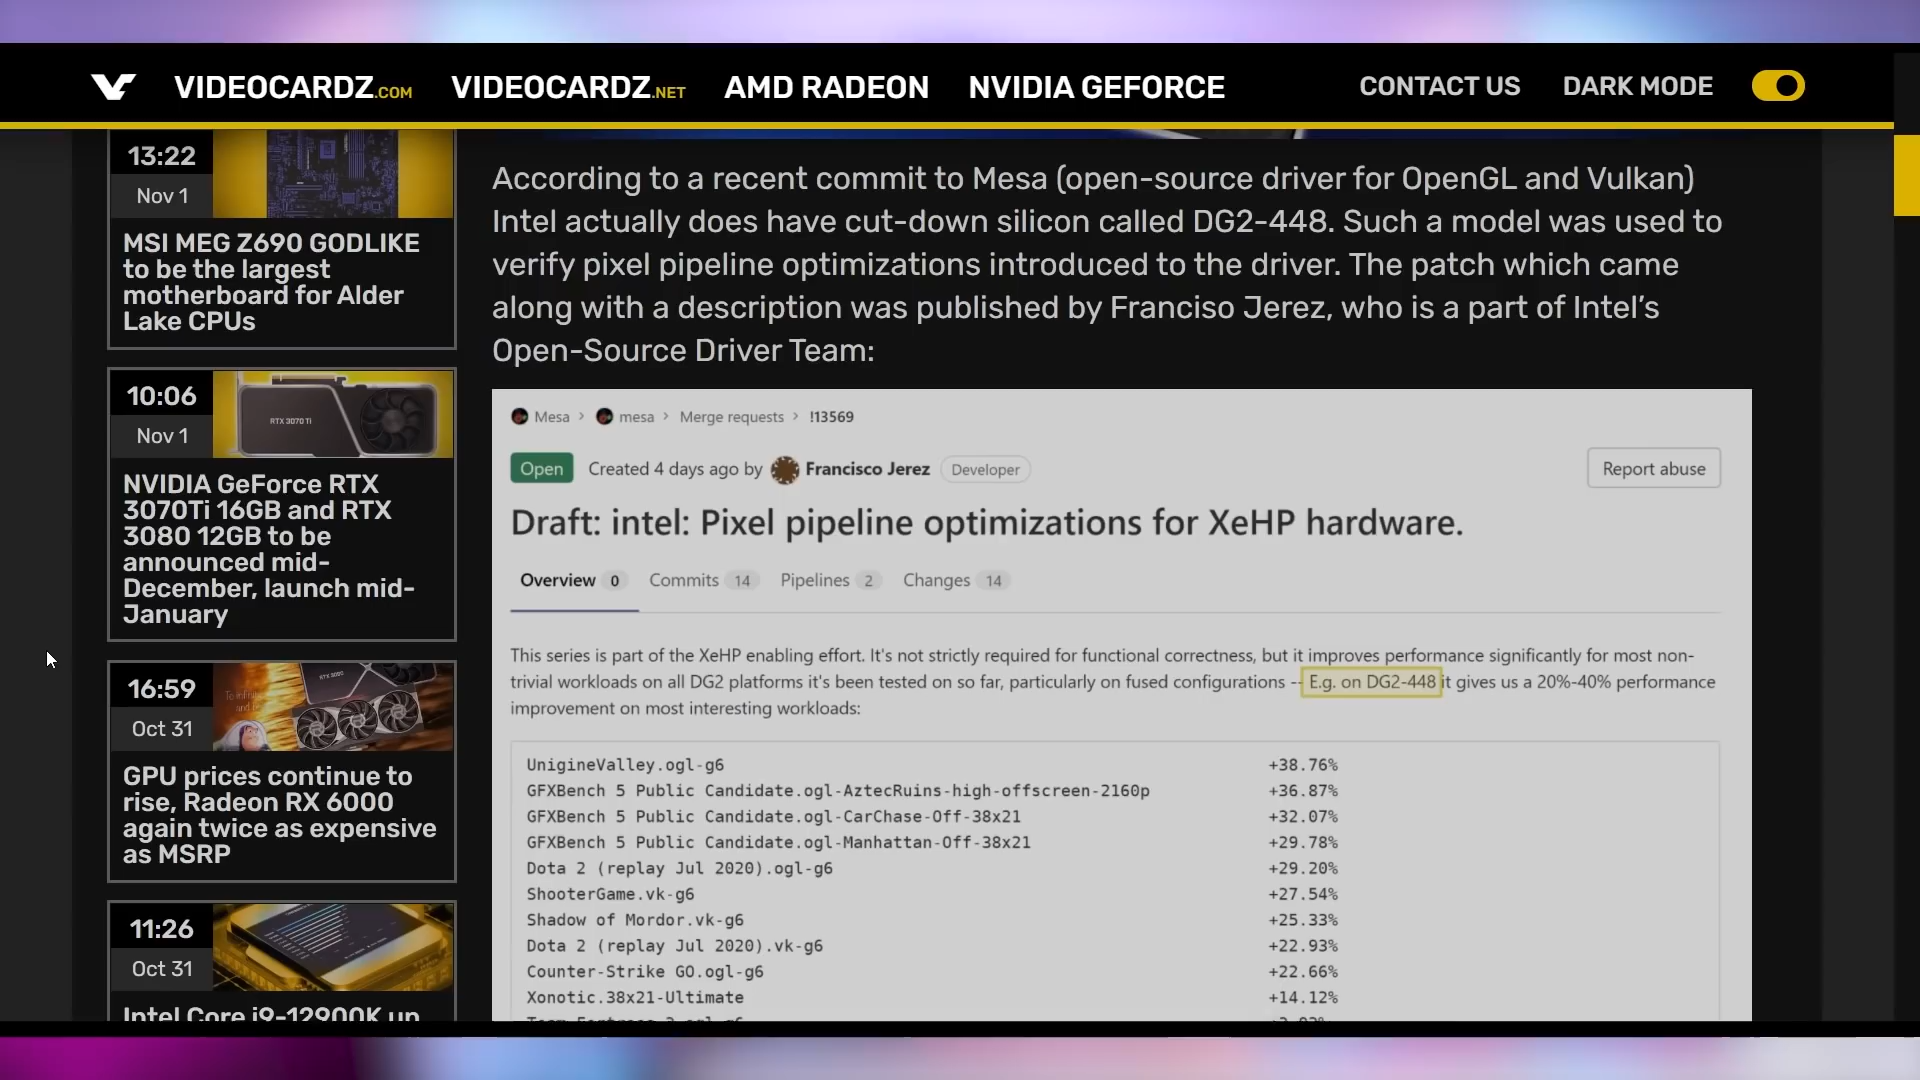 VIDEOCARDZ.COM VIDEOCARDZ.NET AMD RADEON NVIDIA GEFORCE CONTACT US DARK MODE
13:22
Nov 1
MSI MEG Z690 GODLIKE
to be the largest
motherboard for Alder
Lake CPUs
10:06
Nov 1
RTX 3070 Ti
NVIDIA GeForce RTX
3070Ti 16GB and RTX
3080 12GB to be
announced mid-
December, launch mid-
January
16:59
Oct 31
To infinity
and
RTX 3080
GPU prices continue to
rise, Radeon RX 6000
again twice as expensive
as MSRP
11:26
Oct 31
Intel Core i9-12900K up
According to a recent commit to Mesa (open-source driver for OpenGL and Vulkan)
Intel actually does have cut-down silicon called DG2-448. Such a model was used to
verify pixel pipeline optimizations introduced to the driver. The patch which came
along with a description was published by Franciso Jerez, who is a part of Intel’s
Open-Source Driver Team:
Mesa > mesa > Merge requests > !13569
Open Created 4 days ago by Francisco Jerez Developer Report abuse
Draft: intel: Pixel pipeline optimizations for XeHP hardware.
Overview 0 Commits 14 Pipelines 2 Changes 14
This series is part of the XeHP enabling effort. It's not strictly required for functional correctness, but it improves performance significantly for most non-
trivial workloads on all DG2 platforms it's been tested on so far, particularly on fused configurations -- E.g. on DG2-448 it gives us a 20%-40% performance
improvement on most interesting workloads:
UnigineValley.ogl-g6 +38.76%
GFXBench 5 Public Candidate.ogl-AztecRuins-high-offscreen-2160p +36.87%
GFXBench 5 Public Candidate.ogl-CarChase-Off-38x21 +32.07%
GFXBench 5 Public Candidate.ogl-Manhattan-Off-38x21 +29.78%
Dota 2 (replay Jul 2020).ogl-g6 +29.20%
ShooterGame.vk-g6 +27.54%
Shadow of Mordor.vk-g6 +25.33%
Dota 2 (replay Jul 2020).vk-g6 +22.93%
Counter-Strike GO.ogl-g6 +22.66%
Xonotic.38x21-Ultimate +14.12%